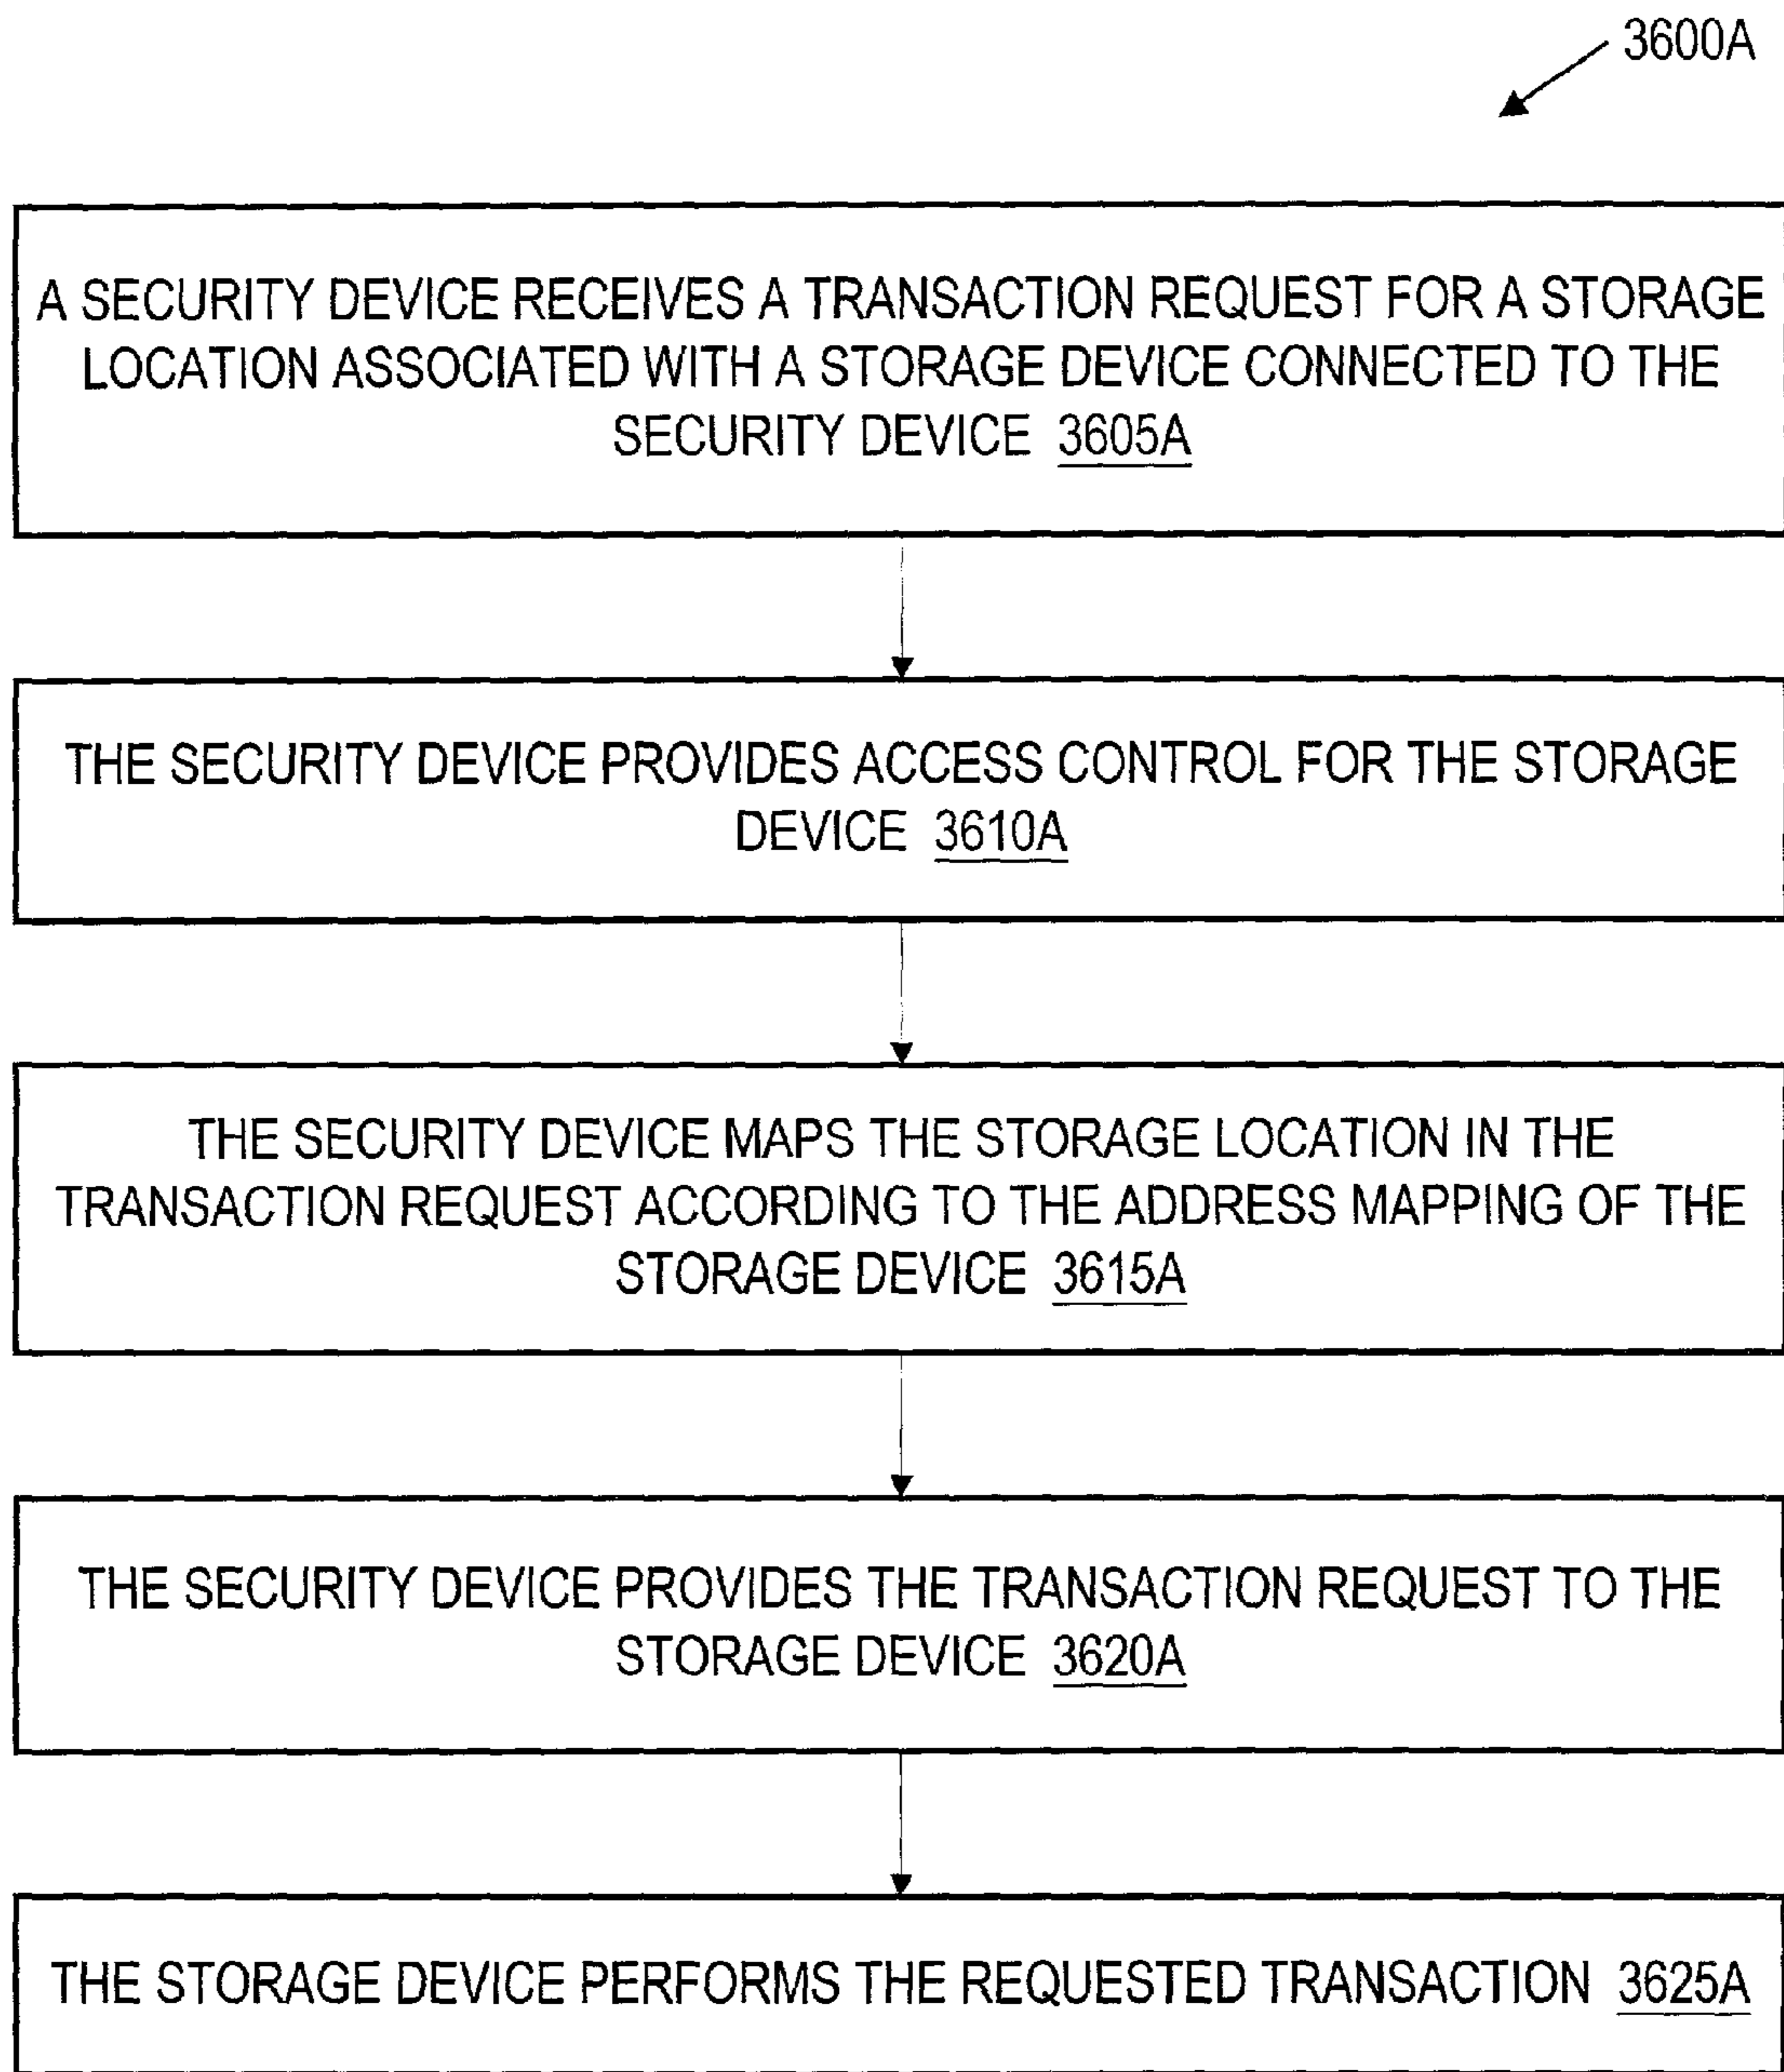 3600A
A SECURITY DEVICE RECEIVES A TRANSACTION REQUEST FOR A STORAGE
LOCATION ASSOCIATED WITH A STORAGE DEVICE CONNECTED TO THE
SECURITY DEVICE 3605A
THE SECURITY DEVICE PROVIDES ACCESS CONTROL FOR THE STORAGE
DEVICE 3610A
THE SECURITY DEVICE MAPS THE STORAGE LOCATION IN THE
TRANSACTION REQUEST ACCORDING TO THE ADDRESS MAPPING OF THE
STORAGE DEVICE 3615A
THE SECURITY DEVICE PROVIDES THE TRANSACTION REQUEST TO THE
STORAGE DEVICE 3620A
THE STORAGE DEVICE PERFORMS THE REQUESTED TRANSACTION 3625A